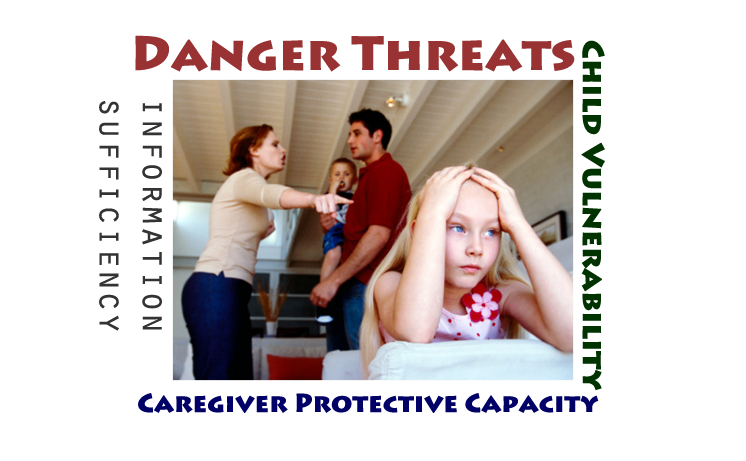 DANGER THREATS
CHILD VULNERABILITY
INFORMATION
SUFFICIENCY
CAREGIVER PROTECTIVE CAPACITY